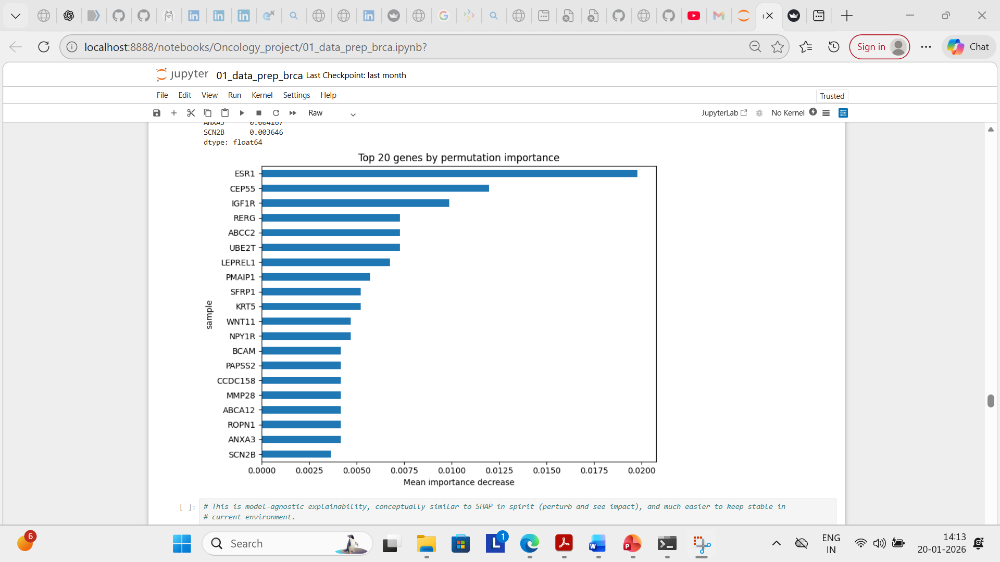 localhost:8888/notebooks/Oncology_project/01_data_prep_brca.ipynb?
Sign in
Chat
jupyter 01_data_prep_brca Last Checkpoint: last month
File Edit View Run Kernel Settings Help
Trusted
Raw
JupyterLab
No Kernel
ANXA3 0.004167
SCN2B 0.003646
dtype: float64
Top 20 genes by permutation importance
ESR1
CEP55
IGF1R
RERG
ABCC2
UBE2T
LEPREL1
PMAIP1
SFRP1
KRT5
WNT11
NPY1R
BCAM
PAPSS2
CCDC158
MMP28
ABCA12
ROPN1
ANXA3
SCN2B
sample
0.0000 0.0025 0.0050 0.0075 0.0100 0.0125 0.0150 0.0175 0.0200
Mean importance decrease
[ ]:
# This is model-agnostic explainability, conceptually similar to SHAP in spirit (perturb and see impact), and much easier to keep stable in
# current environment.
6
Search
1
ENG
IN
14:13
20-01-2026